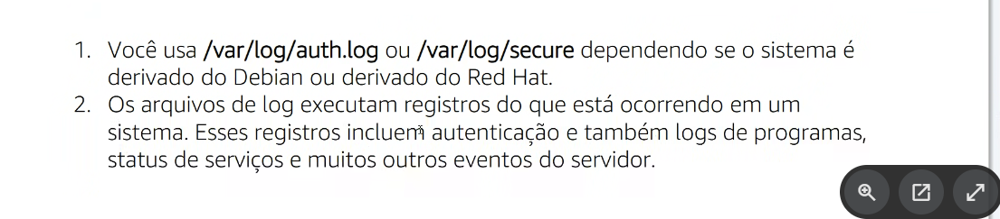 1. Você usa /var/log/auth.log ou /var/log/secure dependendo se o sistema é
derivado do Debian ou derivado do Red Hat.
2. Os arquivos de log executam registros do que está ocorrendo em um
sistema. Esses registros incluem autenticação e também logs de programas,
status de serviços e muitos outros eventos do servidor.